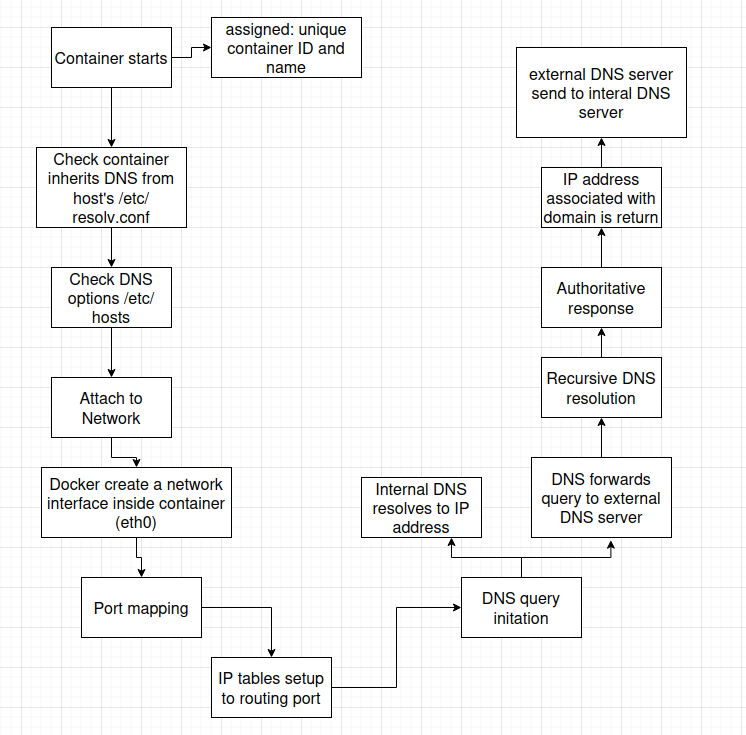 Container starts
assigned: unique
container ID and
name
Check container
inherits DNS from
host's /etc/
resolv.conf
Check DNS
options /etc/
hosts
Attach to
Network
Docker create a network
interface inside container
(eth0)
Port mapping
IP tables setup
to routing port
DNS query
initation
Internal DNS
resolves to IP
address
DNS forwards
query to external
DNS server
Recursive DNS
resolution
Authoritative
response
IP address
associated with
domain is return
external DNS server
send to interal DNS
server